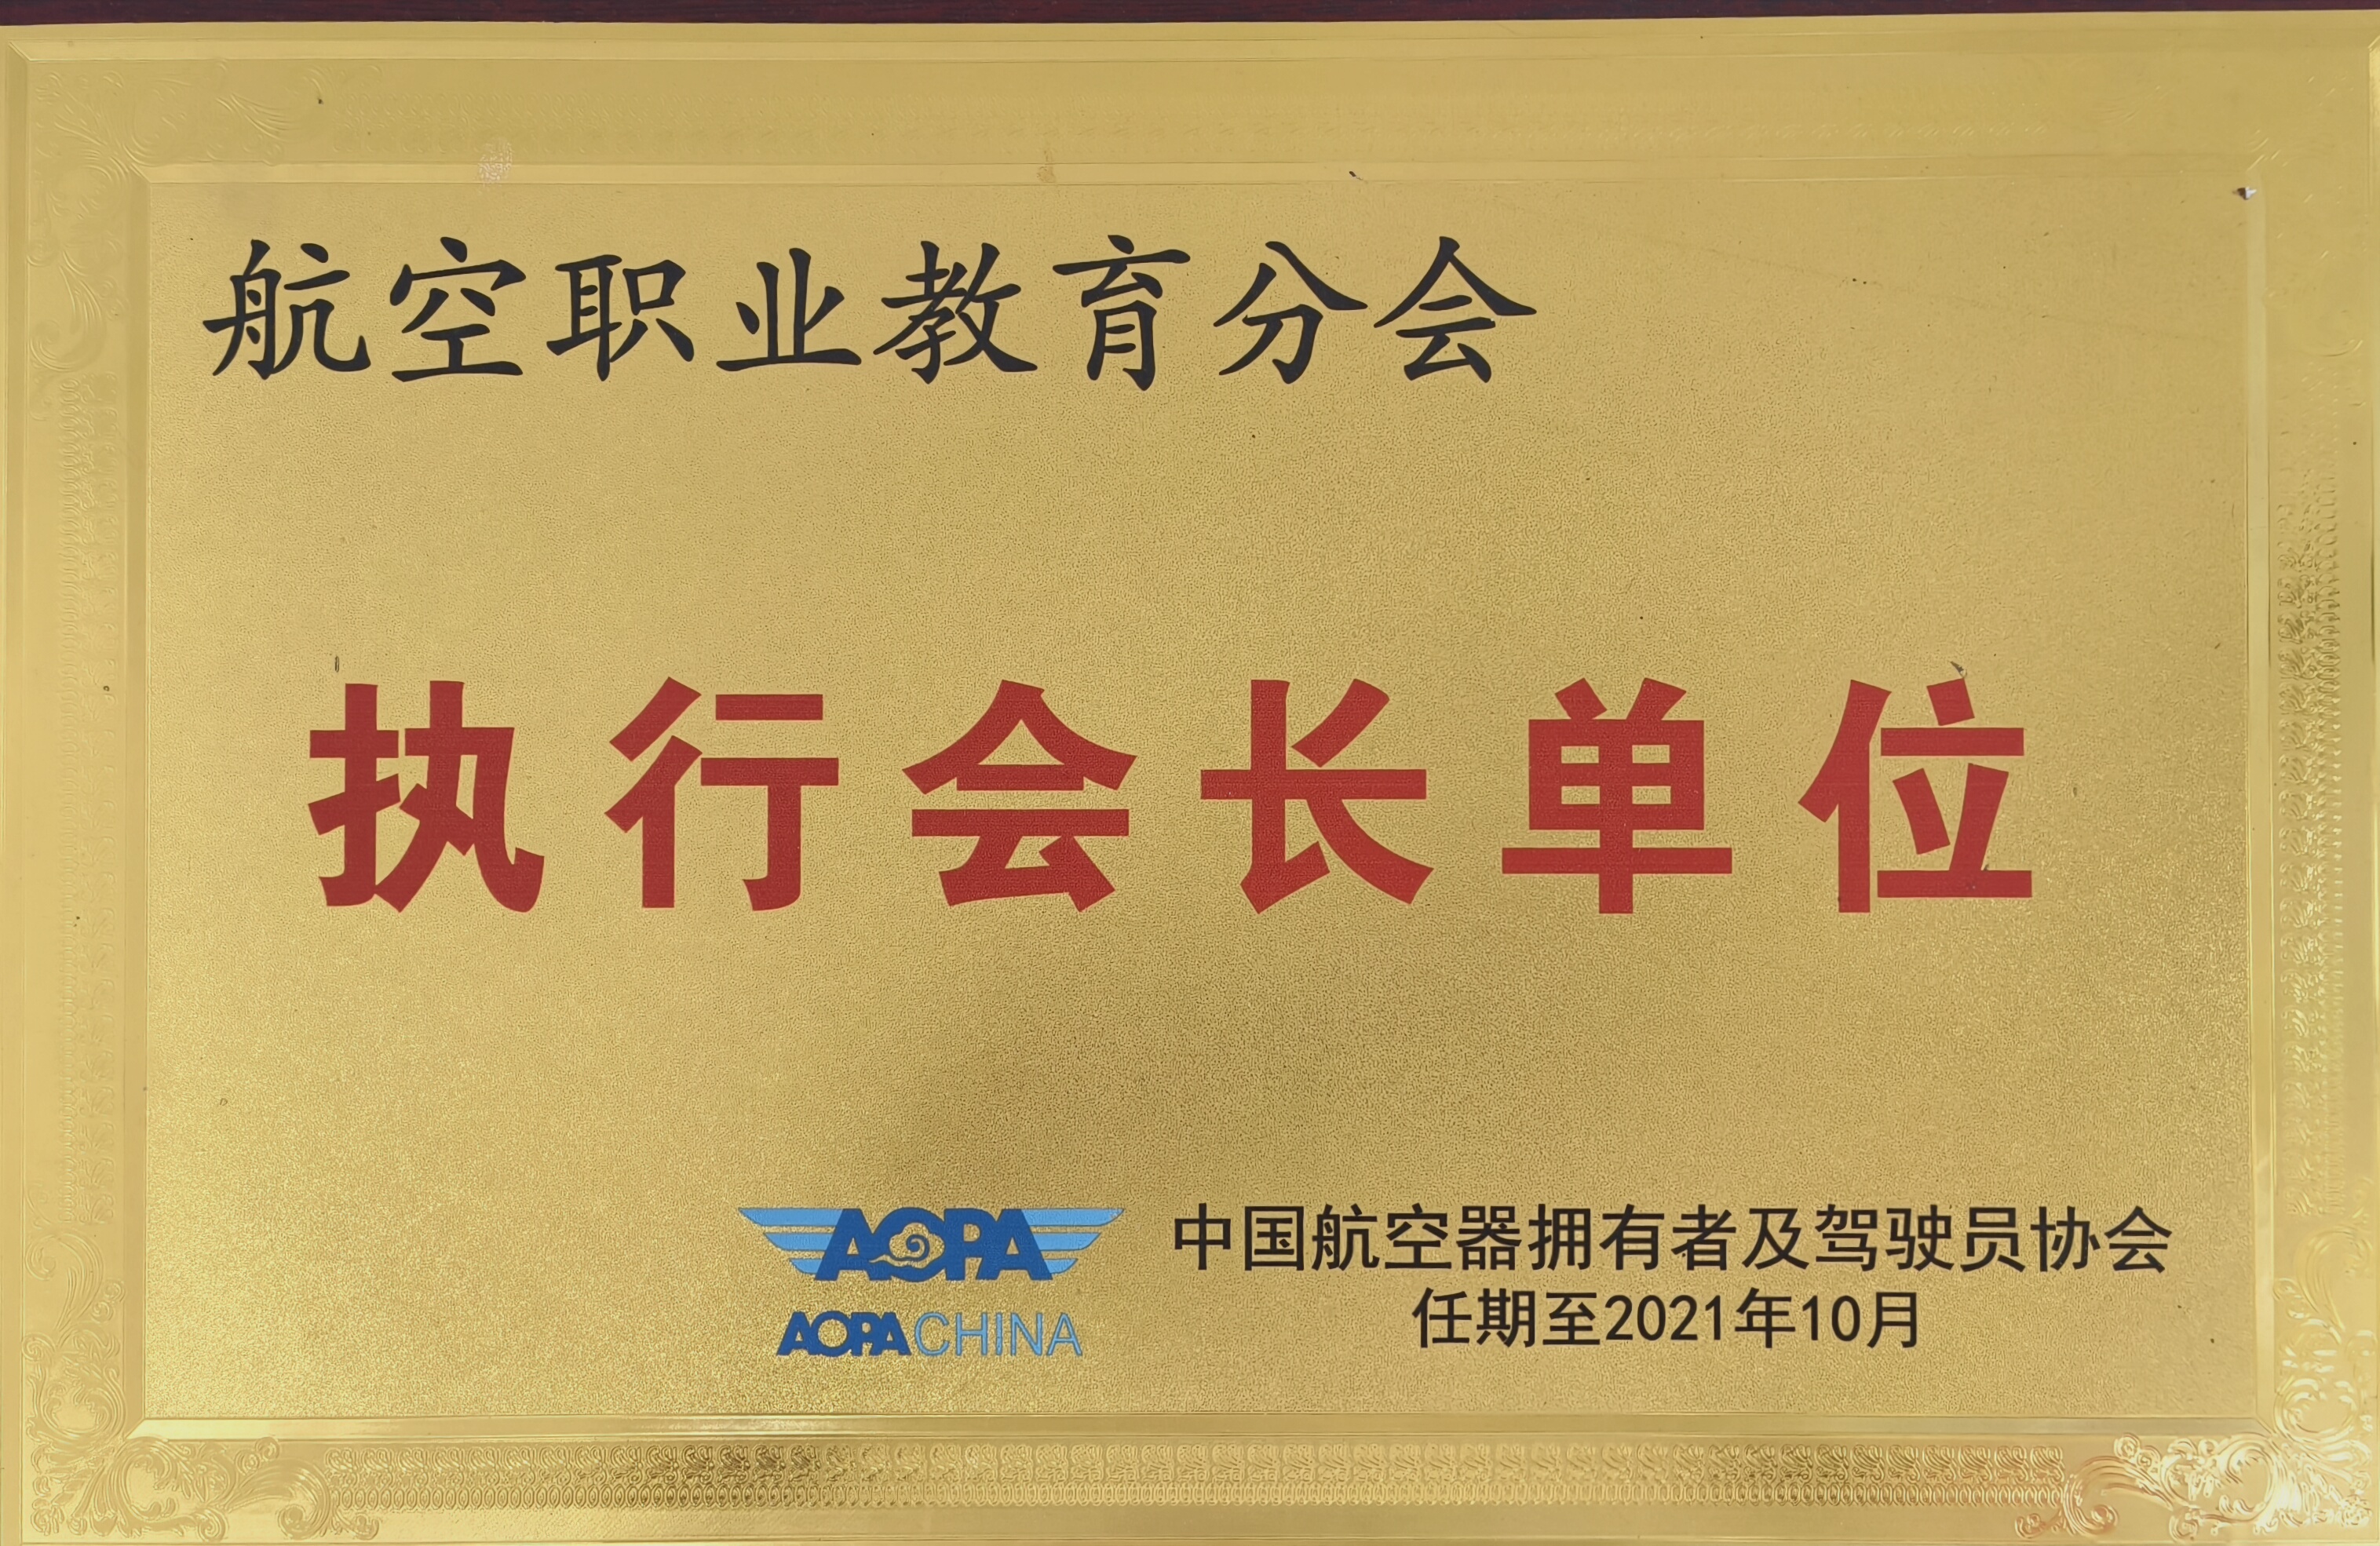 航空职业教育分会
执行会长单位
AOPA
AOPA CHINA
中国航空器拥有者及驾驶员协会
任期至2021年10月